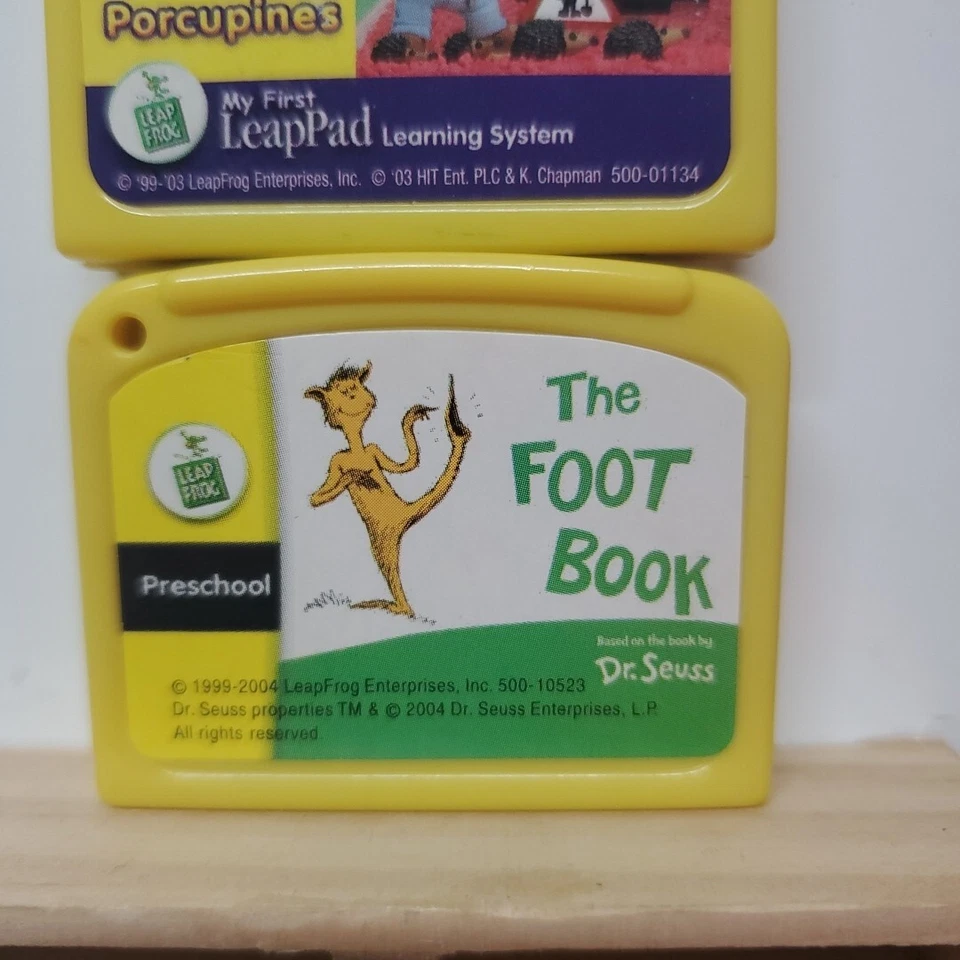 Porcupines
LEAP
FROG
My First
LeapPad Learning System
© '99-'03 LeapFrog Enterprises, Inc. © '03 HIT Ent. PLC & K. Chapman 500-01134
The
FOOT
BOOK
LEAP
FROG
Preschool
Based on the book by
Dr. Seuss
© 1999-2004 LeapFrog Enterprises, Inc. 500-10523
Dr. Seuss properties TM & © 2004 Dr. Seuss Enterprises, L.P.
All rights reserved.